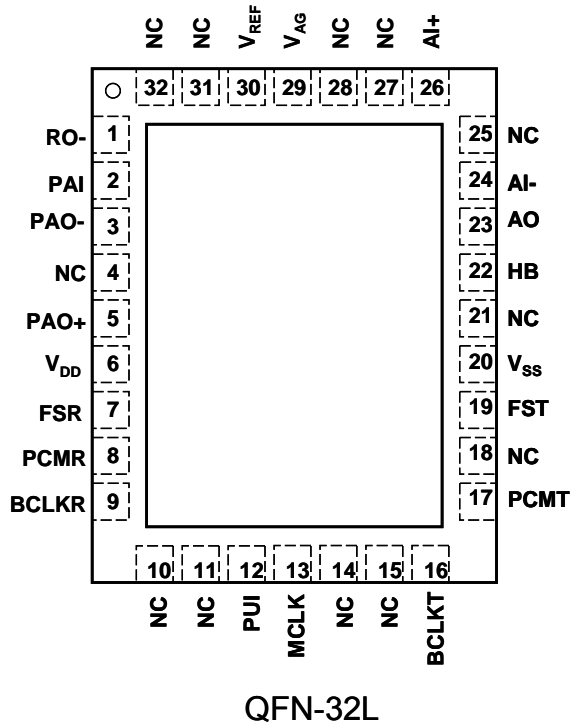 NC NC VREF VAG NC NC AI+
32 31 30 29 28 27 26
RO- 1
PAI 2
PAO- 3
NC 4
PAO+ 5
VDD 6
FSR 7
PCMR 8
BCLKR 9
25 NC
24 AI-
23 AO
22 HB
21 NC
20 VSS
19 FST
18 NC
17 PCMT
10 11 12 13 14 15 16
NC NC PUI MCLK NC NC BCLKT
QFN-32L